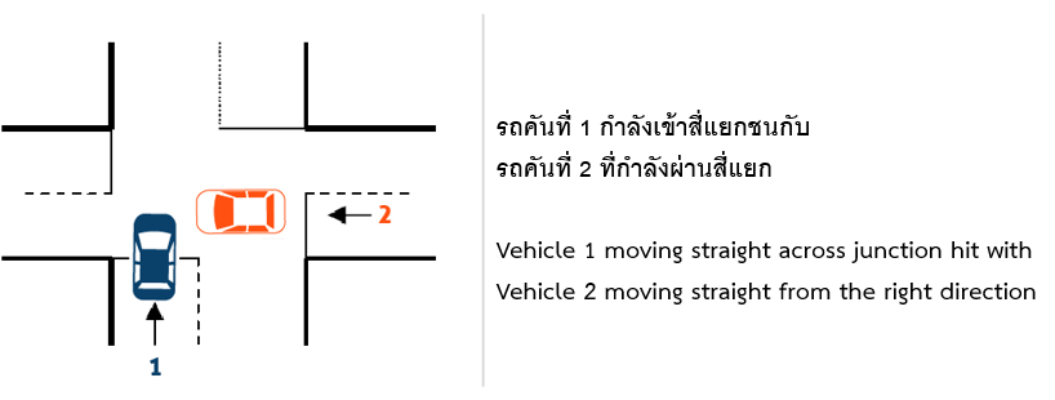 2
1
รถคันที่ 1 กำลังเข้าสี่แยกชนกับ
รถคันที่ 2 ที่กำลังผ่านสี่แยก
Vehicle 1 moving straight across junction hit with
Vehicle 2 moving straight from the right direction